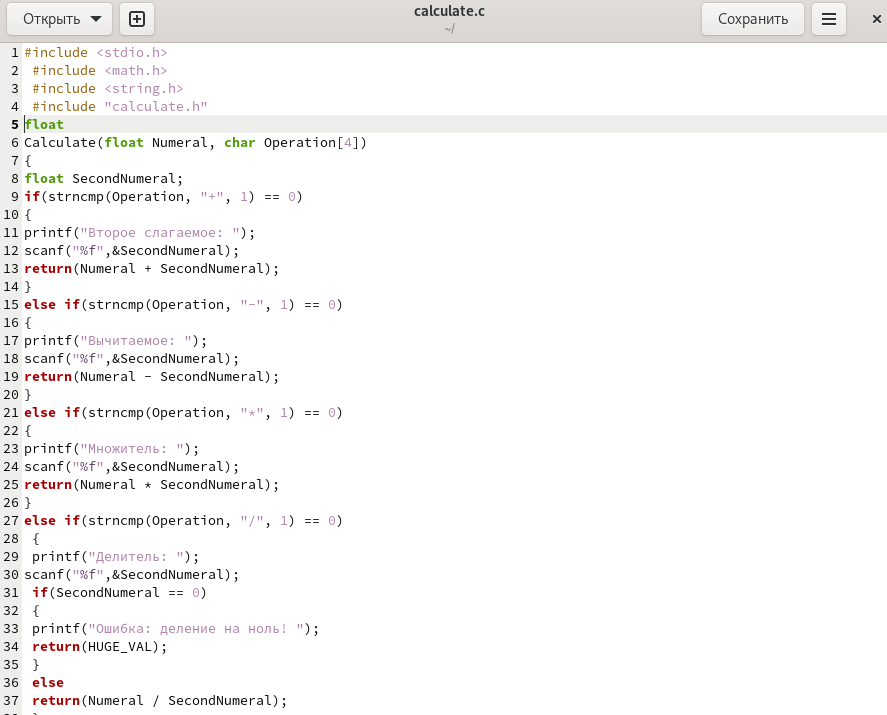 Открыть
calculate.c
~/
Сохранить
1 #include <stdio.h>
2 #include <math.h>
3 #include <string.h>
4 #include "calculate.h"
5 float
6 Calculate(float Numeral, char Operation[4])
7 {
8 float SecondNumeral;
9 if(strncmp(Operation, "+", 1) == 0)
10 {
11 printf("Второе слагаемое: ");
12 scanf("%f",&SecondNumeral);
13 return(Numeral + SecondNumeral);
14 }
15 else if(strncmp(Operation, "-", 1) == 0)
16 {
17 printf("Вычитаемое: ");
18 scanf("%f",&SecondNumeral);
19 return(Numeral - SecondNumeral);
20 }
21 else if(strncmp(Operation, "*", 1) == 0)
22 {
23 printf("Множитель: ");
24 scanf("%f",&SecondNumeral);
25 return(Numeral * SecondNumeral);
26 }
27 else if(strncmp(Operation, "/", 1) == 0)
28 {
29 printf("Делитель: ");
30 scanf("%f",&SecondNumeral);
31 if(SecondNumeral == 0)
32 {
33 printf("Ошибка: деление на ноль! ");
34 return(HUGE_VAL);
35 }
36 else
37 return(Numeral / SecondNumeral);